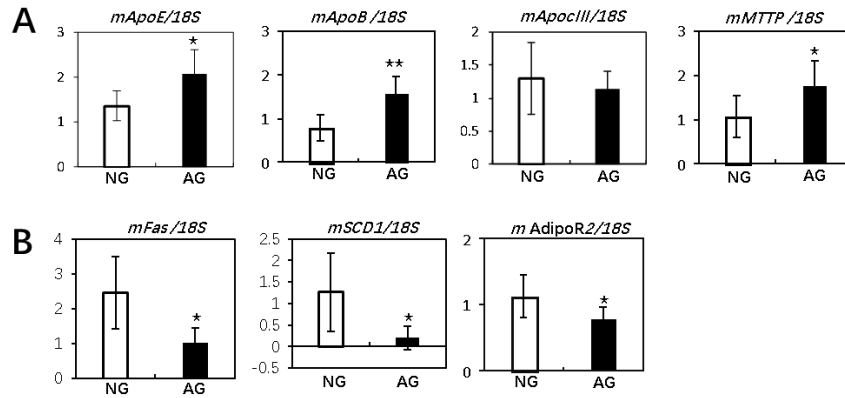 A
mApoE/18S
3
2
1
0
*
NG
AG
mApoB/18S
3
2
1
0
**
NG
AG
mApocIII/18S
2
1.5
1
0.5
0
NG
AG
mMTTP/18S
3
2
1
0
*
NG
AG
B
mFas/18S
4
3
2
1
0
*
NG
AG
mSCD1/18S
2.5
2
1.5
1
0.5
0
-0.5
*
NG
AG
m AdipoR2/18S
2
1
0
*
NG
AG